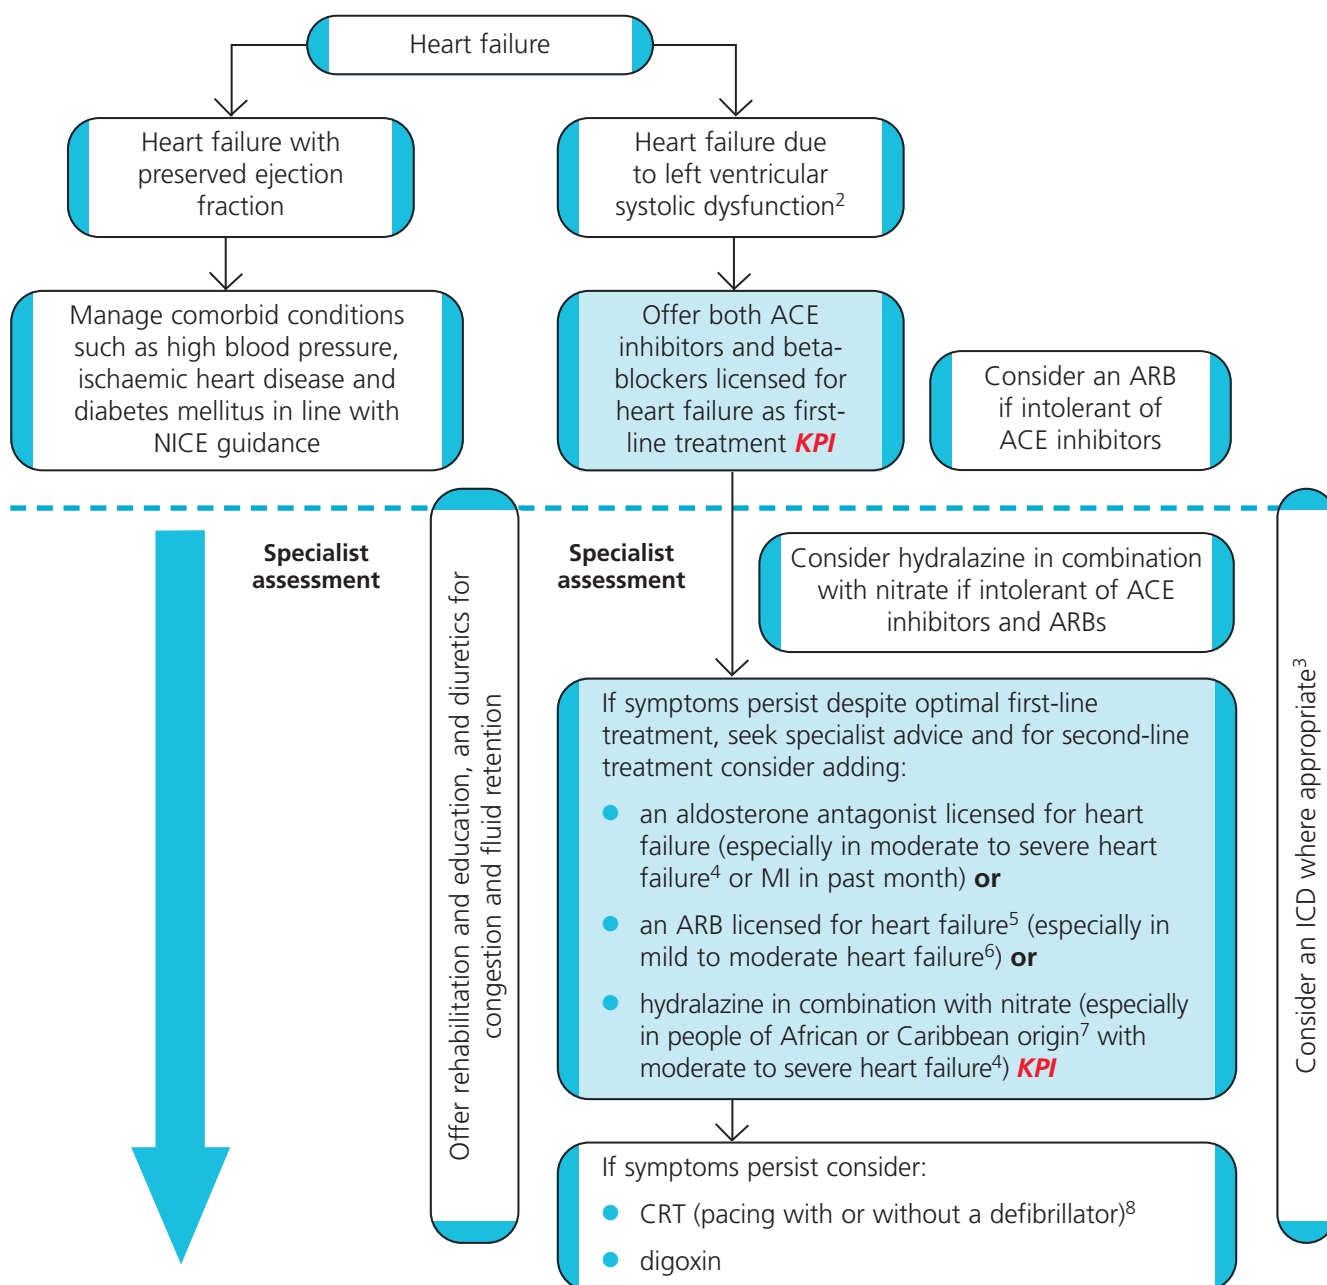 Heart failure
Heart failure with
preserved ejection
fraction
Heart failure due
to left ventricular
systolic dysfunction²
Manage comorbid conditions
such as high blood pressure,
ischaemic heart disease and
diabetes mellitus in line with
NICE guidance
Offer both ACE
inhibitors and beta-
blockers licensed for
heart failure as first-
line treatment KPI
Consider an ARB
if intolerant of
ACE inhibitors
Specialist
assessment
Offer rehabilitation and education, and diuretics for
congestion and fluid retention
Specialist
assessment
Consider hydralazine in combination
with nitrate if intolerant of ACE
inhibitors and ARBs
Consider an ICD where appropriate³
If symptoms persist despite optimal first-line
treatment, seek specialist advice and for second-line
treatment consider adding:
● an aldosterone antagonist licensed for heart
failure (especially in moderate to severe heart
failure⁴ or MI in past month) or
● an ARB licensed for heart failure⁵ (especially in
mild to moderate heart failure⁶) or
● hydralazine in combination with nitrate (especially
in people of African or Caribbean origin⁷ with
moderate to severe heart failure⁴) KPI
If symptoms persist consider:
● CRT (pacing with or without a defibrillator)⁸
● digoxin